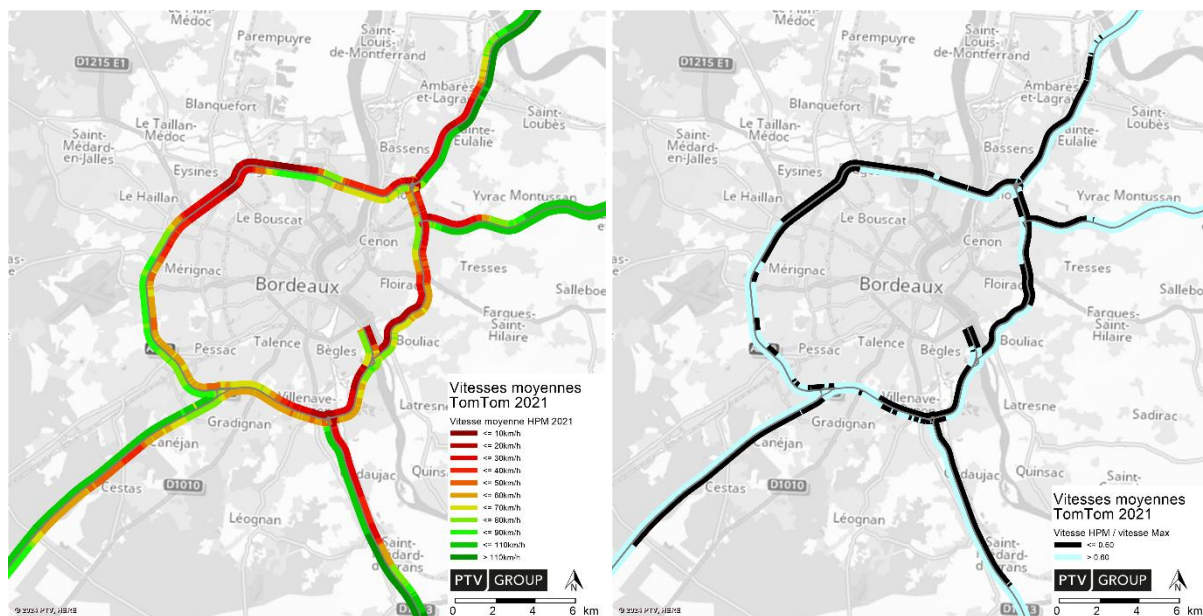 le Pian
Médoc
D1215 E1
Parempuyre
Saint-
Louis
de-Montferrand
Ambarès
et-Lagrav
Blanquefort
Saint-
Loubès
Le Taillan-
Médoc
Saint-
Médard
en-Jalles
Sainte-
Eulalie
Bassens
Eysines
Le Haillan
Yvrac Montussan
Le Bouscat
Cenon
Mérignac
Tresses
Bordeaux
Floirac
Salleboe
Fargues-
Saint-
Hilaire
Pessac
Talence
Bègles
Bouliac
Villenave
Latresne
Gradignan
Canéjan
Cestas
D1010
Léognan
Quinsac
Saint-
Médard-
d'Eyrans
Vitesses moyennes
TomTom 2021
Vitesse moyenne HPM 2021
<= 10km/h
<= 20km/h
<= 30km/h
<= 40km/h
<= 50km/h
<= 60km/h
<= 70km/h
<= 80km/h
<= 90km/h
<= 110km/h
> 110km/h
PTV GROUP
N
0 2 4 6 km
© 2024 PTV, HERE
Médoc
D1215 E1
Parempuyre
Saint-
Louis
de-Montferrand
Ambarès
et-Lagrav
Blanquefort
Saint-
Loubès
Le Taillan-
Médoc
Saint-
Médard
en-Jalles
Sainte-
Eulalie
Bassens
Eysines
Le Haillan
Yvrac Montussan
Le Bouscat
Cenon
Mérignac
Tresses
Bordeaux
Floirac
Salleboe
Fargues-
Saint-
Hilaire
Pessac
Talence
Bègles
Bouliac
Villenave
Latresne
Gradignan
Sadirac
Canéjan
Cestas
D1010
Léognan
Quinsac
Saint-
Médard-
d'Eyrans
Vitesses moyennes
TomTom 2021
Vitesse HPM / vitesse Max
<= 0.60
> 0.60
PTV GROUP
N
0 2 4 6 km
© 2024 PTV, HERE